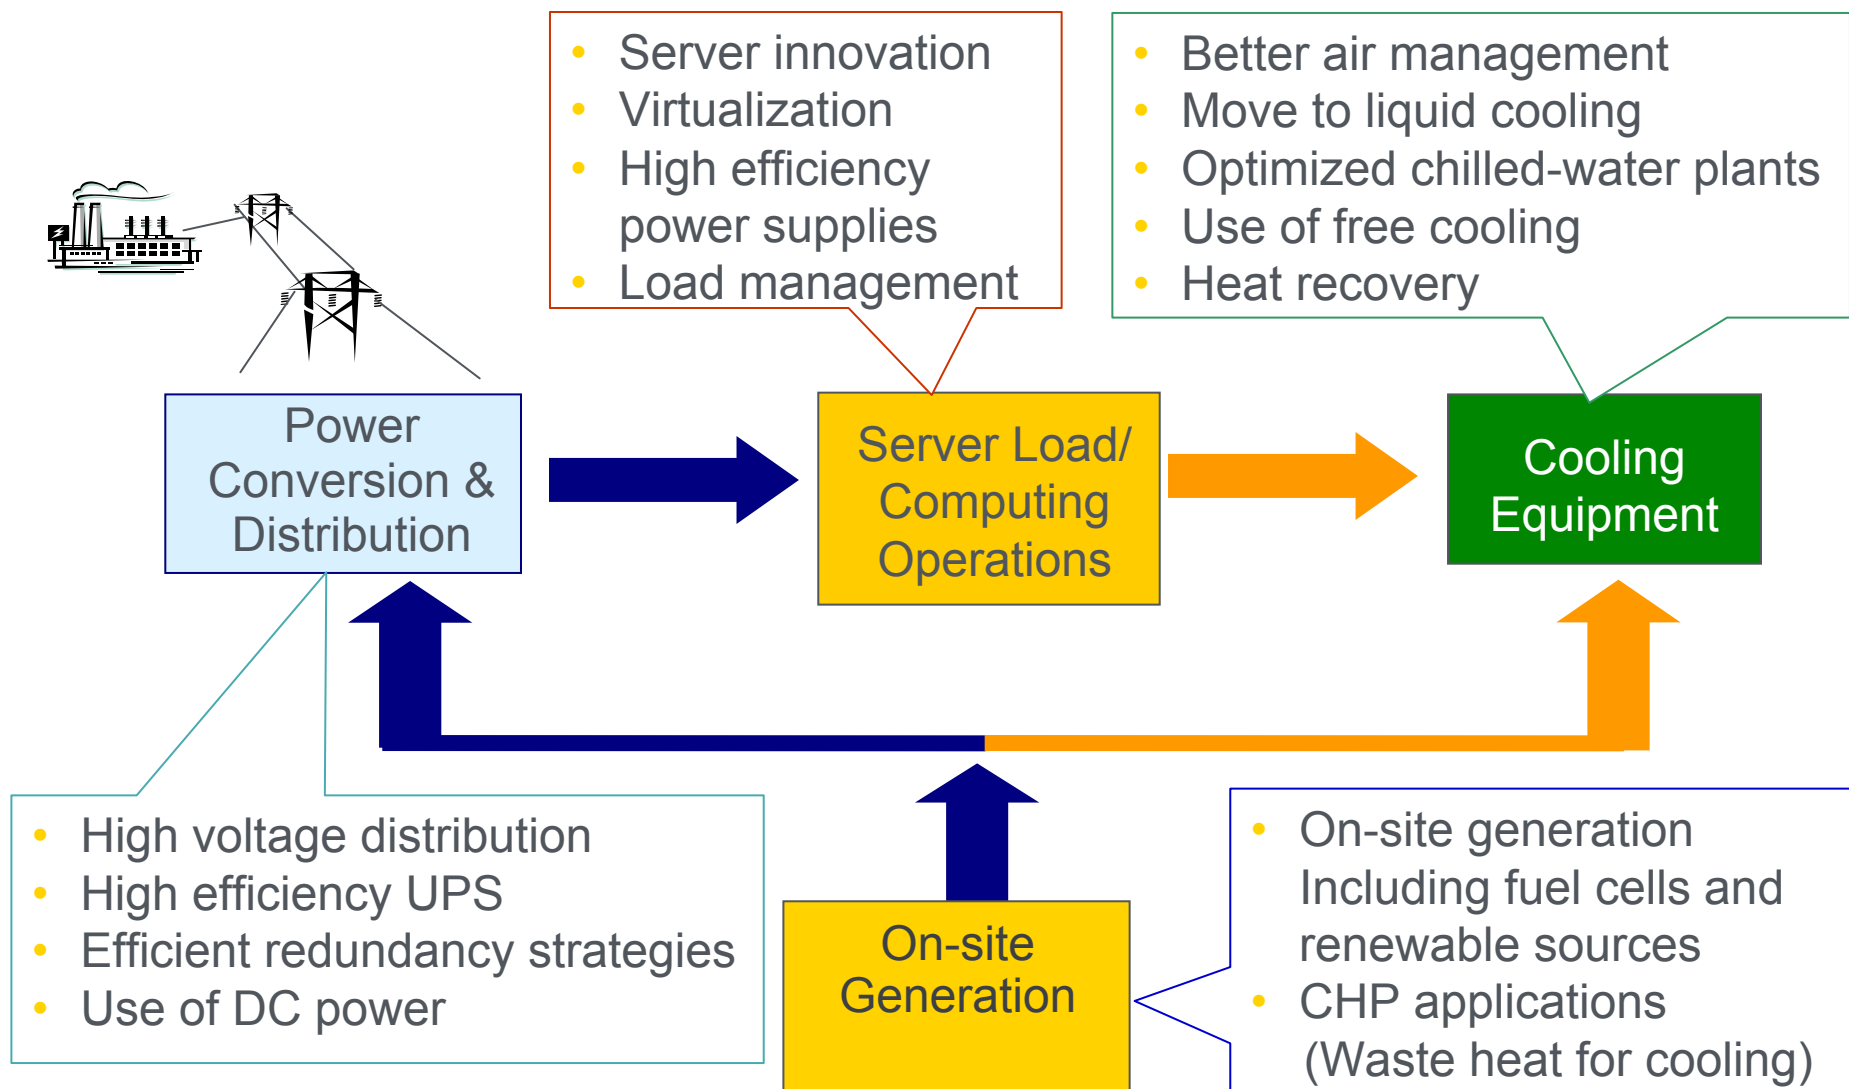 • Server innovation
• Virtualization
• High efficiency
power supplies
• Load management
• Better air management
• Move to liquid cooling
• Optimized chilled-water plants
• Use of free cooling
• Heat recovery
Power
Conversion &
Distribution
Server Load/
Computing
Operations
Cooling
Equipment
• High voltage distribution
• High efficiency UPS
• Efficient redundancy strategies
• Use of DC power
On-site
Generation
• On-site generation
Including fuel cells and
renewable sources
• CHP applications
(Waste heat for cooling)